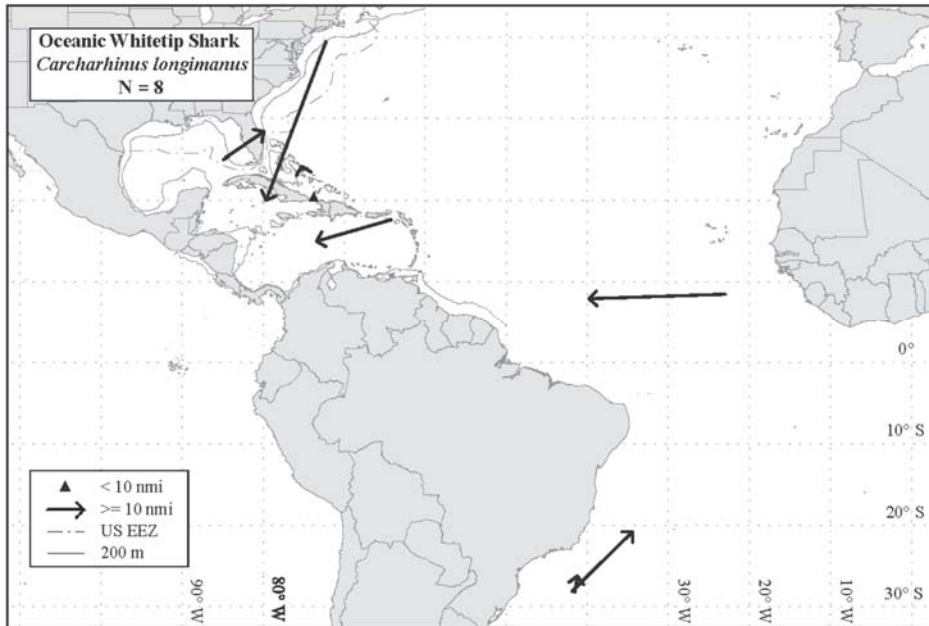 Oceanic Whitetip Shark
Carcharhinus longimanus
N = 8
0°
10° S
20° S
30° S
< 10 nmi
>= 10 nmi
US EEZ
200 m
90° W
80° W
30° W
20° W
10° W